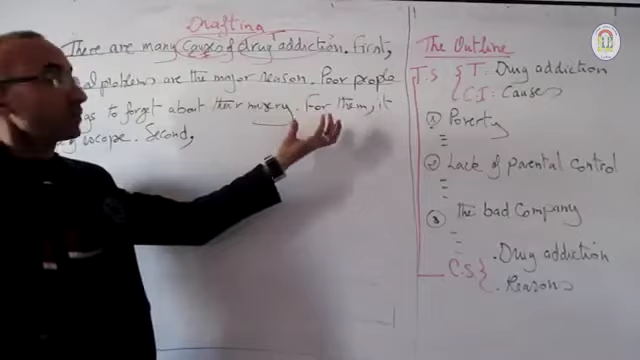 Drafting
There are many causes of drug addiction. First,
problems are the major reason. Poor people
to forget about their misery. For them, it
escape. Second,
The Outline
T.S { T: Drug addiction
C.I: Causes
① Poverty
② Lack of parental control
③ the bad Company
C.S { . Drug addiction
. Reasons